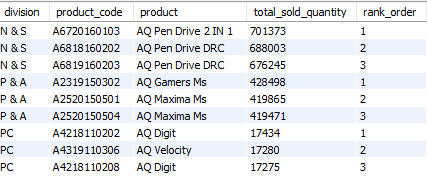 division product_code product total_sold_quantity rank_order
N & S A6720160103 AQ Pen Drive 2 IN 1 701373 1
N & S A6818160202 AQ Pen Drive DRC 688003 2
N & S A6819160203 AQ Pen Drive DRC 676245 3
P & A A2319150302 AQ Gamers Ms 428498 1
P & A A2520150501 AQ Maxima Ms 419865 2
P & A A2520150504 AQ Maxima Ms 419471 3
PC A4218110202 AQ Digit 17434 1
PC A4319110306 AQ Velocity 17280 2
PC A4218110208 AQ Digit 17275 3